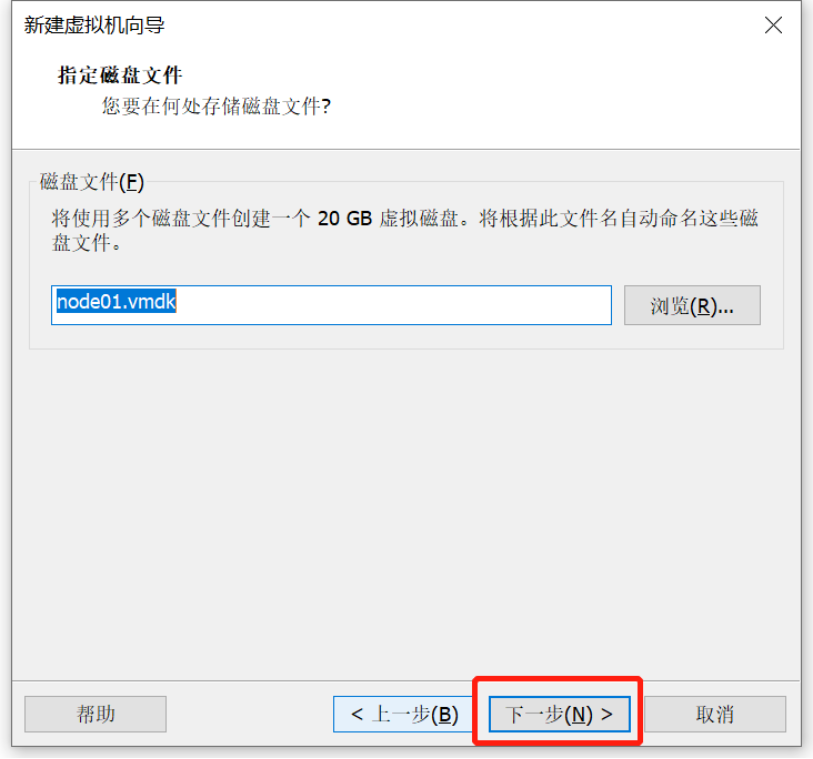 新建虚拟机向导
指定磁盘文件
您要在何处存储磁盘文件?
磁盘文件(F)
将使用多个磁盘文件创建一个 20 GB 虚拟磁盘。将根据此文件名自动命名这些磁
盘文件。
node01.vmdk
浏览(R)...
帮助
< 上一步(B)
下一步(N) >
取消